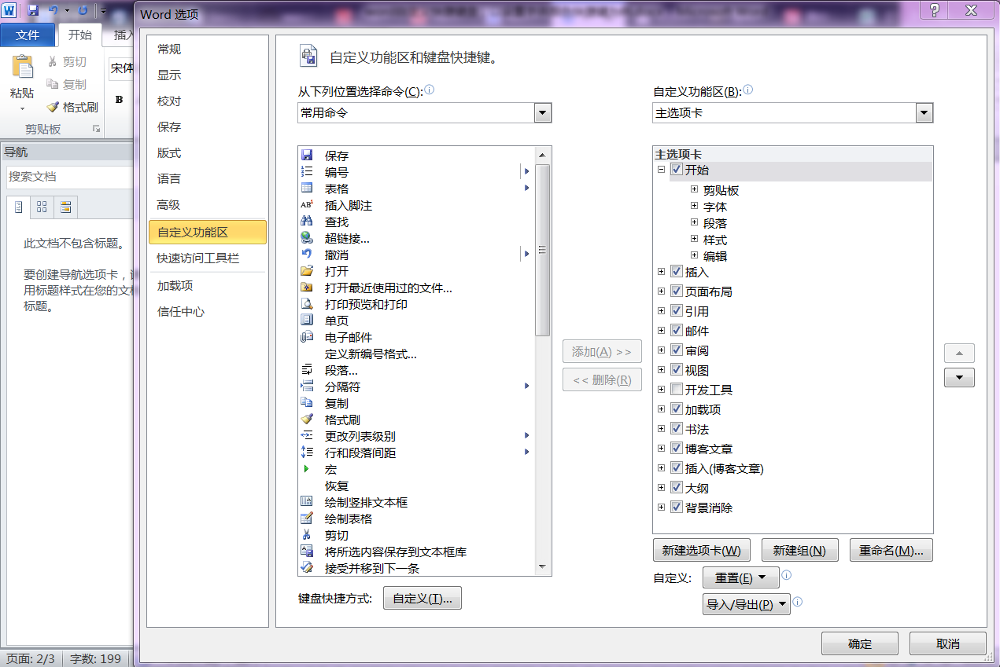 Word 选项
文件
开始
插入
粘贴
剪切
复制
格式刷
宋体
B
剪贴板
导航
搜索文档
此文档不包含标题。
要创建导航选项卡，
用标题样式在您的文
标题。
页面: 2/3
字数: 199
常规
显示
校对
保存
版式
语言
高级
自定义功能区
快速访问工具栏
加载项
信任中心
自定义功能区和键盘快捷键。
从下列位置选择命令(C):
常用命令
保存
编号
表格
插入脚注
查找
超链接...
撤消
打开
打开最近使用过的文件...
打印预览和打印
单页
电子邮件
定义新编号格式...
段落...
分隔符
复制
格式刷
更改列表级别
行和段落间距
宏
恢复
绘制竖排文本框
绘制表格
剪切
将所选内容保存到文本框库
接受并移到下一条
键盘快捷方式:
自定义(T)...
添加(A) >>
<< 删除(R)
自定义功能区(B):
主选项卡
主选项卡
开始
剪贴板
字体
段落
样式
编辑
插入
页面布局
引用
邮件
审阅
视图
开发工具
加载项
书法
博客文章
插入(博客文章)
大纲
背景消除
新建选项卡(W)
新建组(N)
重命名(M)...
自定义:
重置(E)
导入/导出(P)
确定
取消